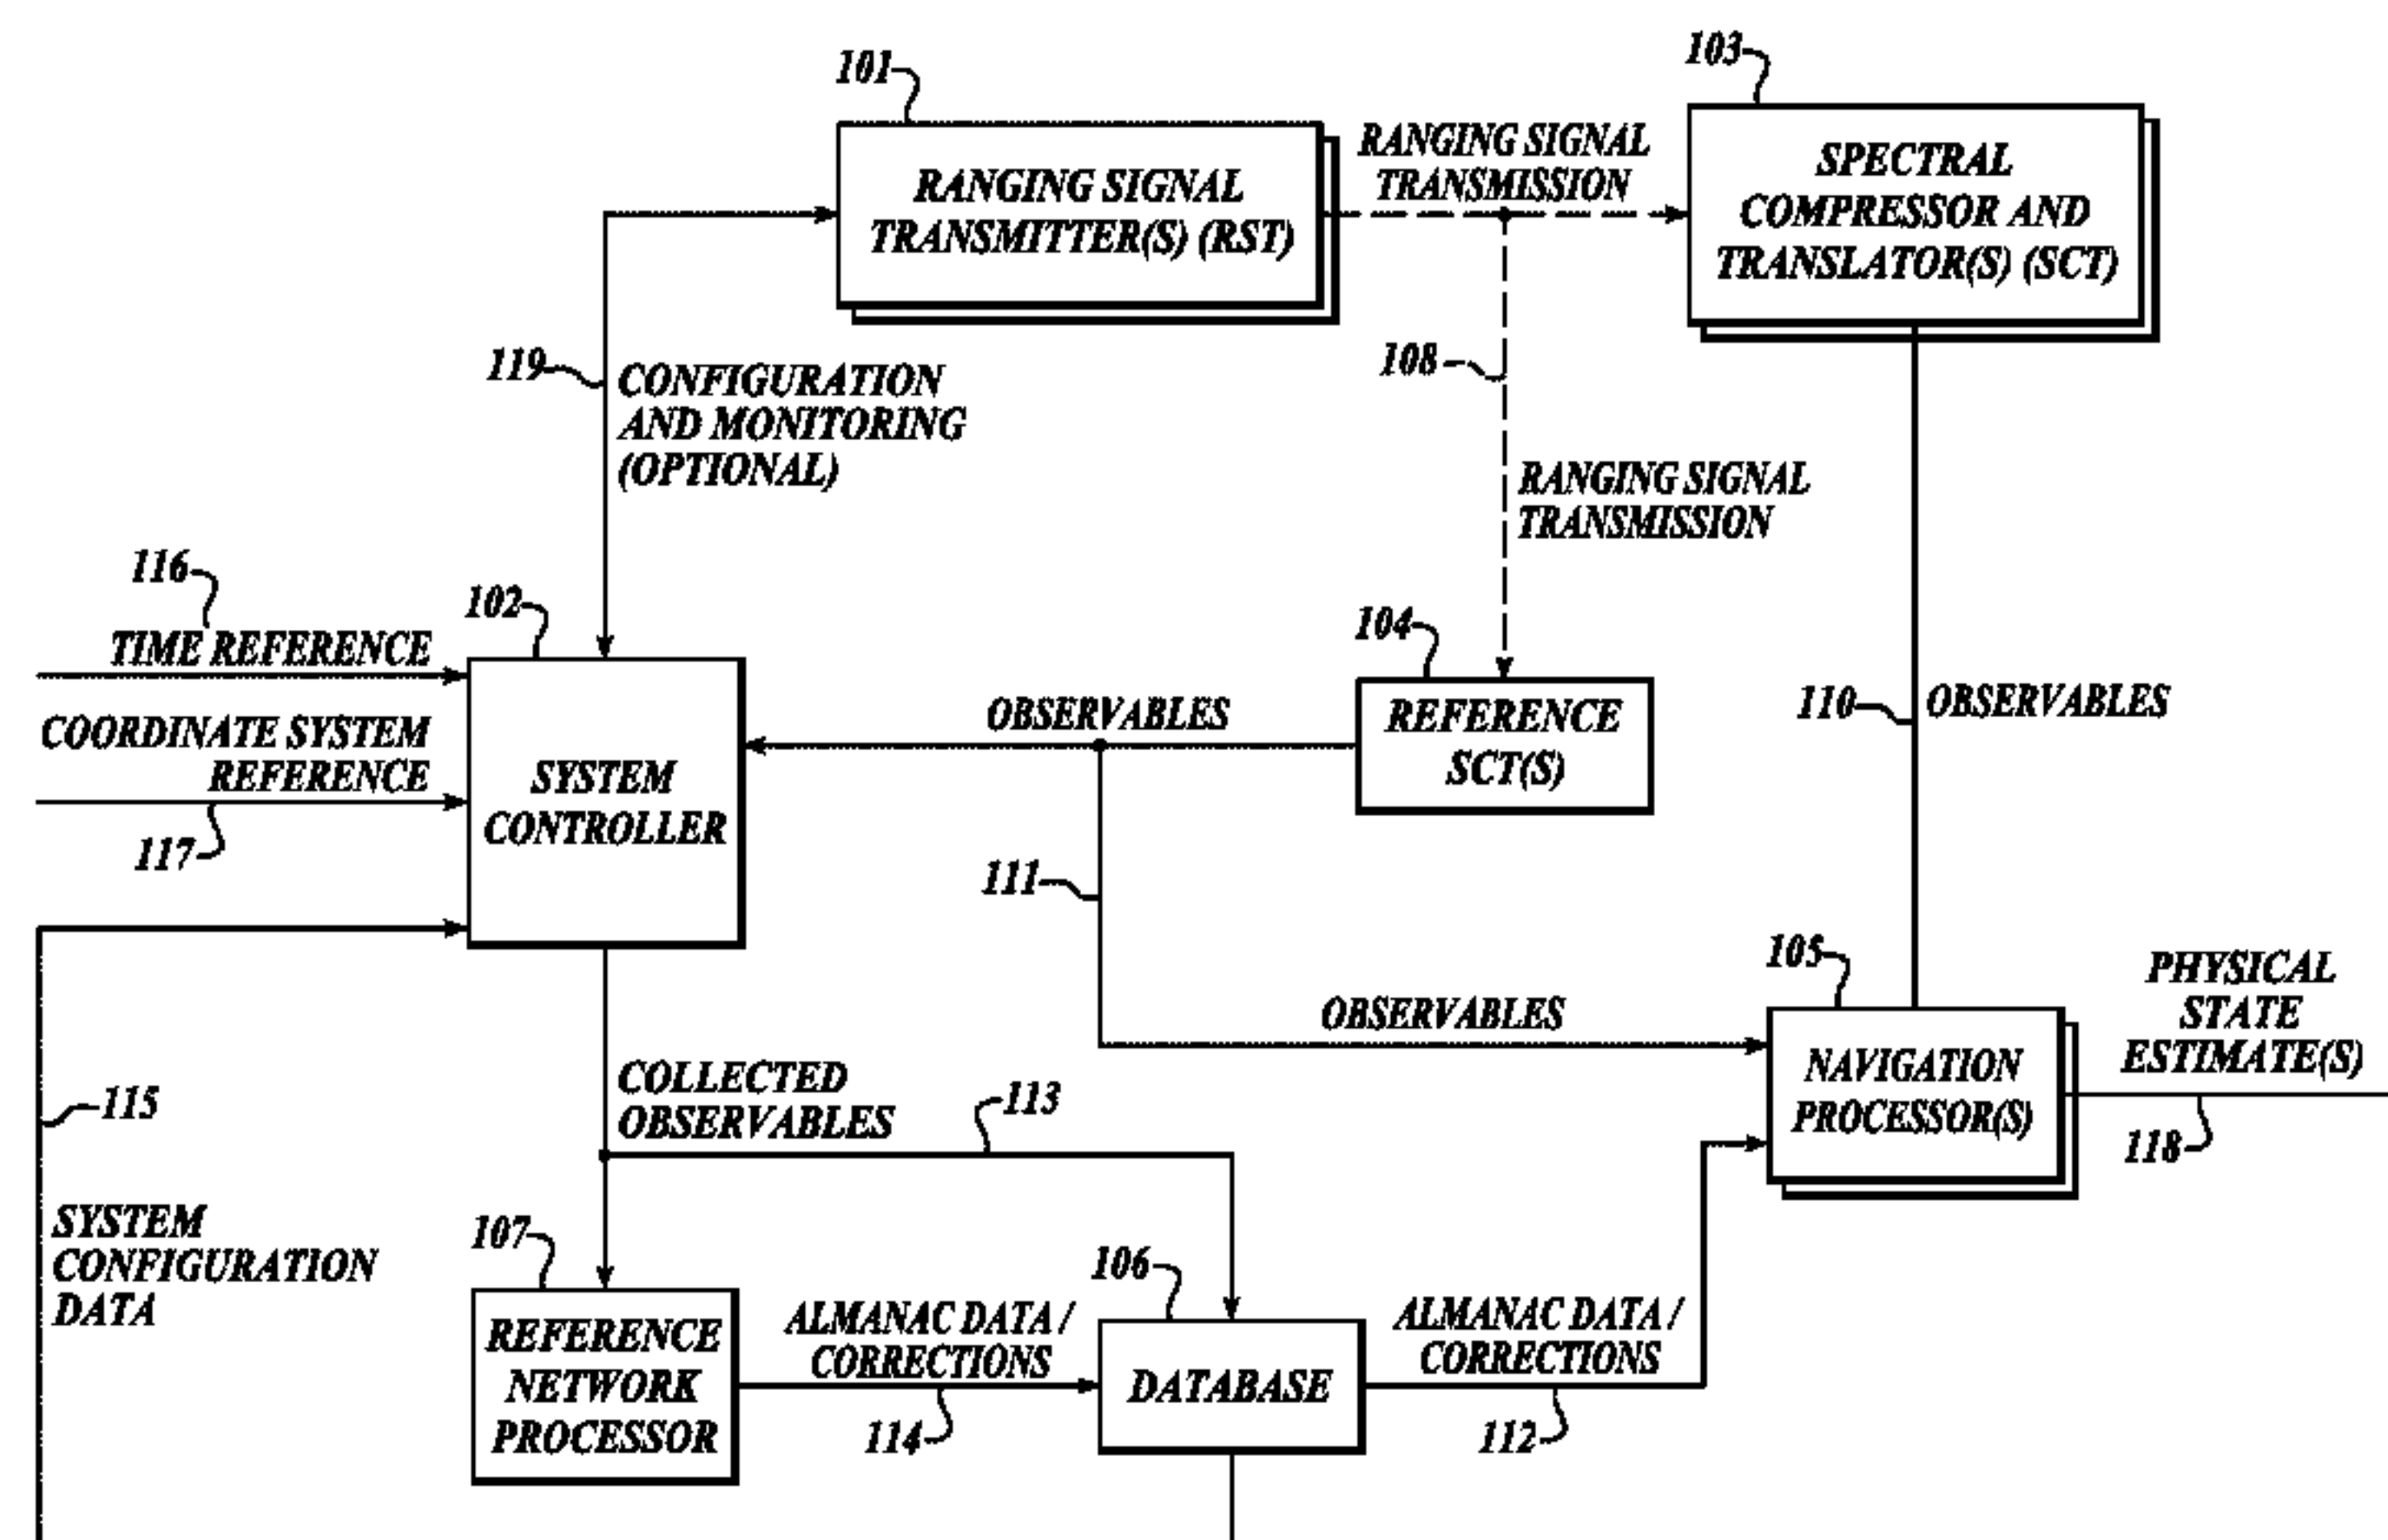 101
103
RANGING SIGNAL
TRANSMITTER(S) (RST)
RANGING SIGNAL
TRANSMISSION
SPECTRAL
COMPRESSOR AND
TRANSLATOR(S) (SCT)
119
CONFIGURATION
AND MONITORING
(OPTIONAL)
108
RANGING SIGNAL
TRANSMISSION
116
TIME REFERENCE
102
104
COORDINATE SYSTEM
REFERENCE
117
SYSTEM
CONTROLLER
OBSERVABLES
REFERENCE
SCT(S)
110
OBSERVABLES
111
105
OBSERVABLES
NAVIGATION
PROCESSOR(S)
PHYSICAL
STATE
ESTIMATE(S)
118
115
COLLECTED
OBSERVABLES
113
SYSTEM
CONFIGURATION
DATA
107
REFERENCE
NETWORK
PROCESSOR
ALMANAC DATA /
CORRECTIONS
114
106
DATABASE
ALMANAC DATA /
CORRECTIONS
112